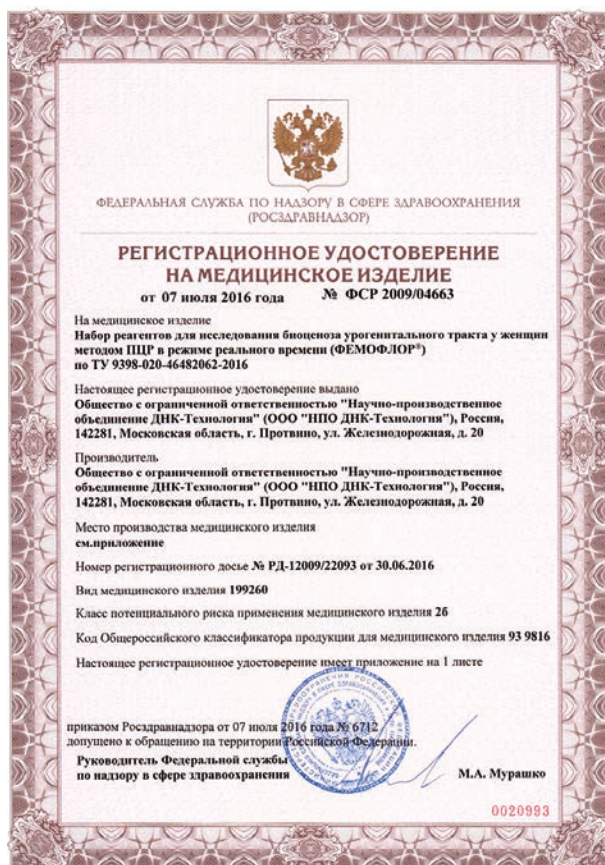 ФЕДЕРАЛЬНАЯ СЛУЖБА ПО НАДЗОРУ В СФЕРЕ ЗДРАВООХРАНЕНИЯ
(РОСЗДРАВНАДЗОР)
РЕГИСТРАЦИОННОЕ УДОСТОВЕРЕНИЕ
НА МЕДИЦИНСКОЕ ИЗДЕЛИЕ
от 07 июля 2016 года № ФСР 2009/04663
На медицинское изделие
Набор реагентов для исследования биоценоза урогенитального тракта у женщин
методом ПЦР в режиме реального времени (ФЕМОФЛОР®)
по ТУ 9398-020-46482062-2016
Настоящее регистрационное удостоверение выдано
Общество с ограниченной ответственностью "Научно-производственное
объединение ДНК-Технология" (ООО "НПО ДНК-Технология"), Россия,
142281, Московская область, г. Протвино, ул. Железнодорожная, д. 20
Производитель
Общество с ограниченной ответственностью "Научно-производственное
объединение ДНК-Технология" (ООО "НПО ДНК-Технология"), Россия,
142281, Московская область, г. Протвино, ул. Железнодорожная, д. 20
Место производства медицинского изделия
см.приложение
Номер регистрационного досье № РД-12009/22093 от 30.06.2016
Вид медицинского изделия 199260
Класс потенциального риска применения медицинского изделия 2б
Код Общероссийского классификатора продукции для медицинского изделия 93 9816
Настоящее регистрационное удостоверение имеет приложение на 1 листе
приказом Росздравнадзора от 07 июля 2016 года № 6712
допущено к обращению на территории Российской Федерации.
Руководитель Федеральной службы
по надзору в сфере здравоохранения М.А. Мурашко
0020993